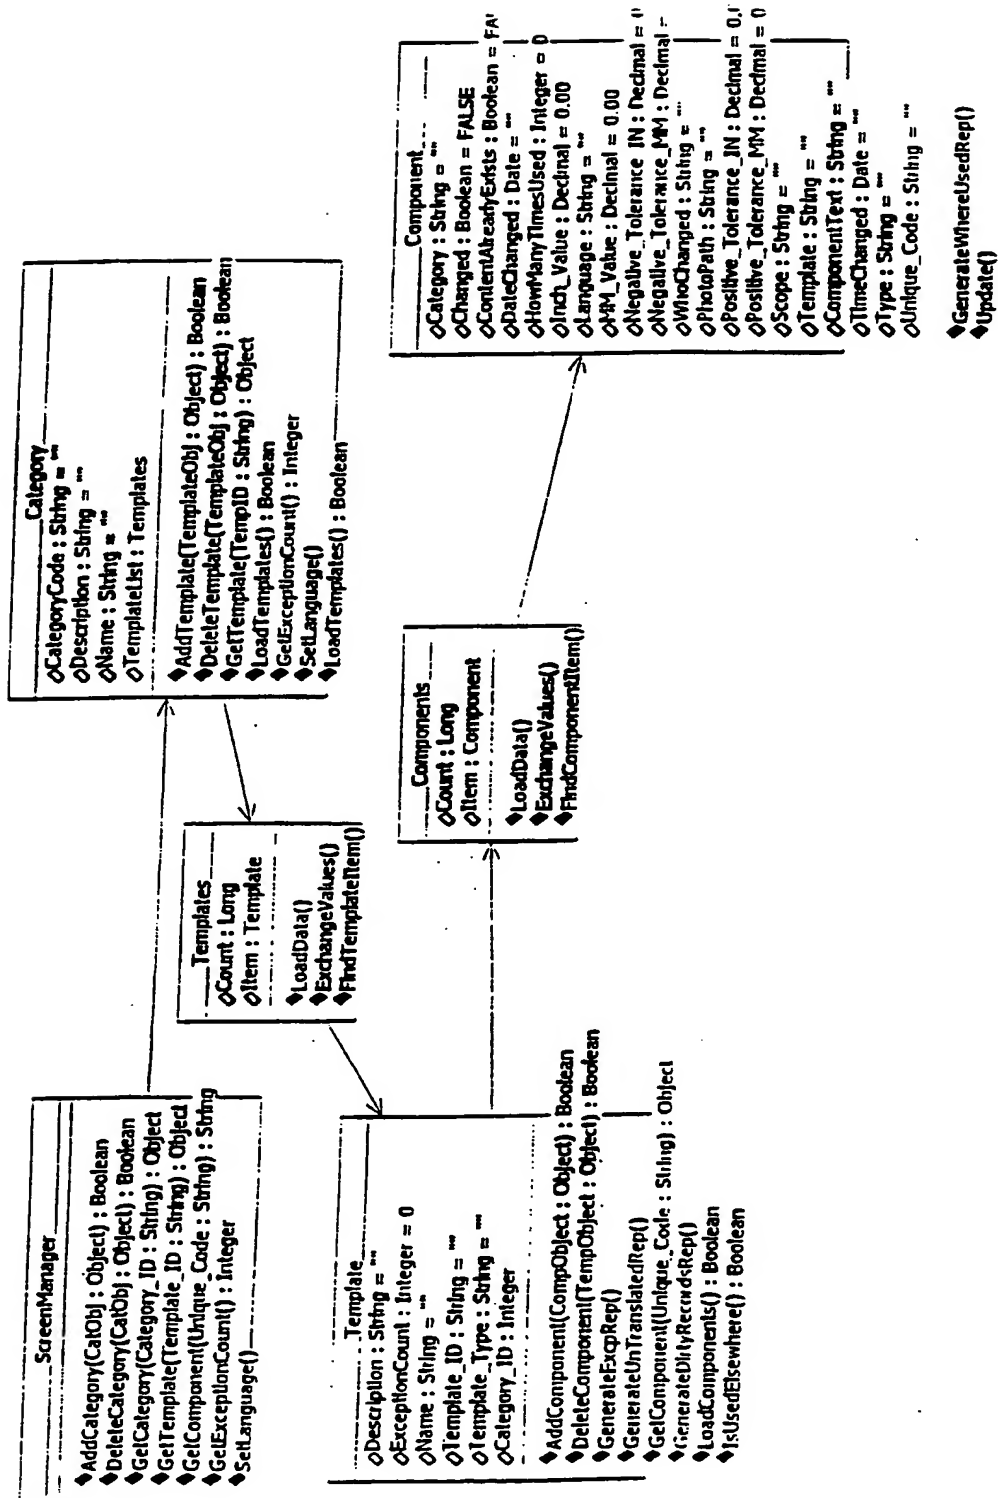 ScreenManager
AddCategory(CatObj : Object) : Boolean
DeleteCategory(CatObj : Object) : Boolean
GetCategory(Category_ID : String) : Object
GetTemplate(Template_ID : String) : Object
GetComponent(Unique_Code : String) : String
GetExceptionCount() : Integer
SetLanguage()
Category
CategoryCode : String = ""
Description : String = ""
Name : String = ""
TemplateList : Templates
AddTemplate(TemplateObj : Object) : Boolean
DeleteTemplate(TemplateObj : Object) : Boolean
GetTemplate(TempID : String) : Object
LoadTemplates() : Boolean
GetExceptionCount() : Integer
SetLanguage()
LoadTemplates() : Boolean
Templates
Count : Long
Item : Template
LoadData()
ExchangeValues()
FindTemplateItem()
Template
Description : String = ""
ExceptionCount : Integer = 0
Name : String = ""
Template_ID : String = ""
Template_Type : String = ""
Category_ID : Integer
AddComponent(CompObject : Object) : Boolean
DeleteComponent(TempObject : Object) : Boolean
GenerateExcpRep()
GenerateUnTranslatedRep()
GetComponent(Unique_Code : String) : Object
GenerateDirtyRecordsRep()
LoadComponents() : Boolean
IsUsedElsewhere() : Boolean
Components
Count : Long
Item : Component
LoadData()
ExchangeValues()
FindComponentItem()
Component
Category : String = ""
Changed : Boolean = FALSE
ContentAlreadyExists : Boolean = FA
DateChanged : Date = ""
HowManyTimesUsed : Integer = 0
Inch_Value : Decimal = 0.00
Language : String = ""
MM_Value : Decimal = 0.00
Negative_Tolerance_IN : Decimal =
Negative_Tolerance_MM : Decimal =
WhoChanged : String = ""
PhotoPath : String = ""
Positive_Tolerance_IN : Decimal = 0.
Positive_Tolerance_MM : Decimal = 0
Scope : String = ""
Template : String = ""
ComponentText : String = ""
TimeChanged : Date = ""
Type : String = ""
Unique_Code : String = ""
GenerateWhereUsedRep()
Update()